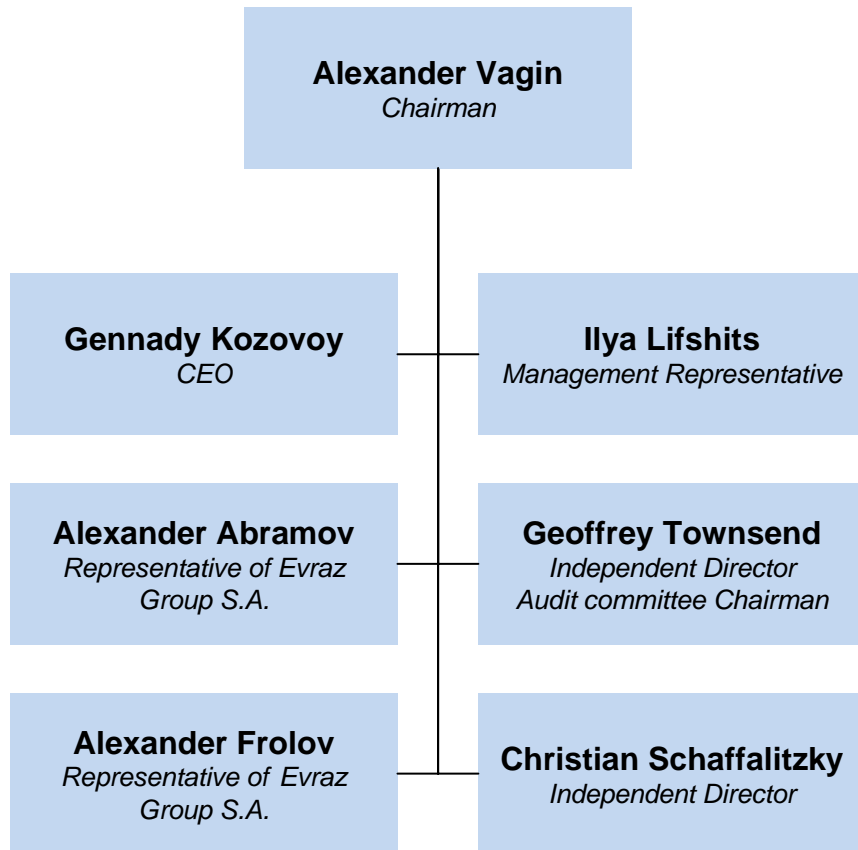 Alexander Vagin
Chairman
Gennady Kozovoy
CEO
Ilya Lifshits
Management Representative
Alexander Abramov
Representative of Evraz
Group S.A.
Geoffrey Townsend
Independent Director
Audit committee Chairman
Alexander Frolov
Representative of Evraz
Group S.A.
Christian Schaffalitzky
Independent Director